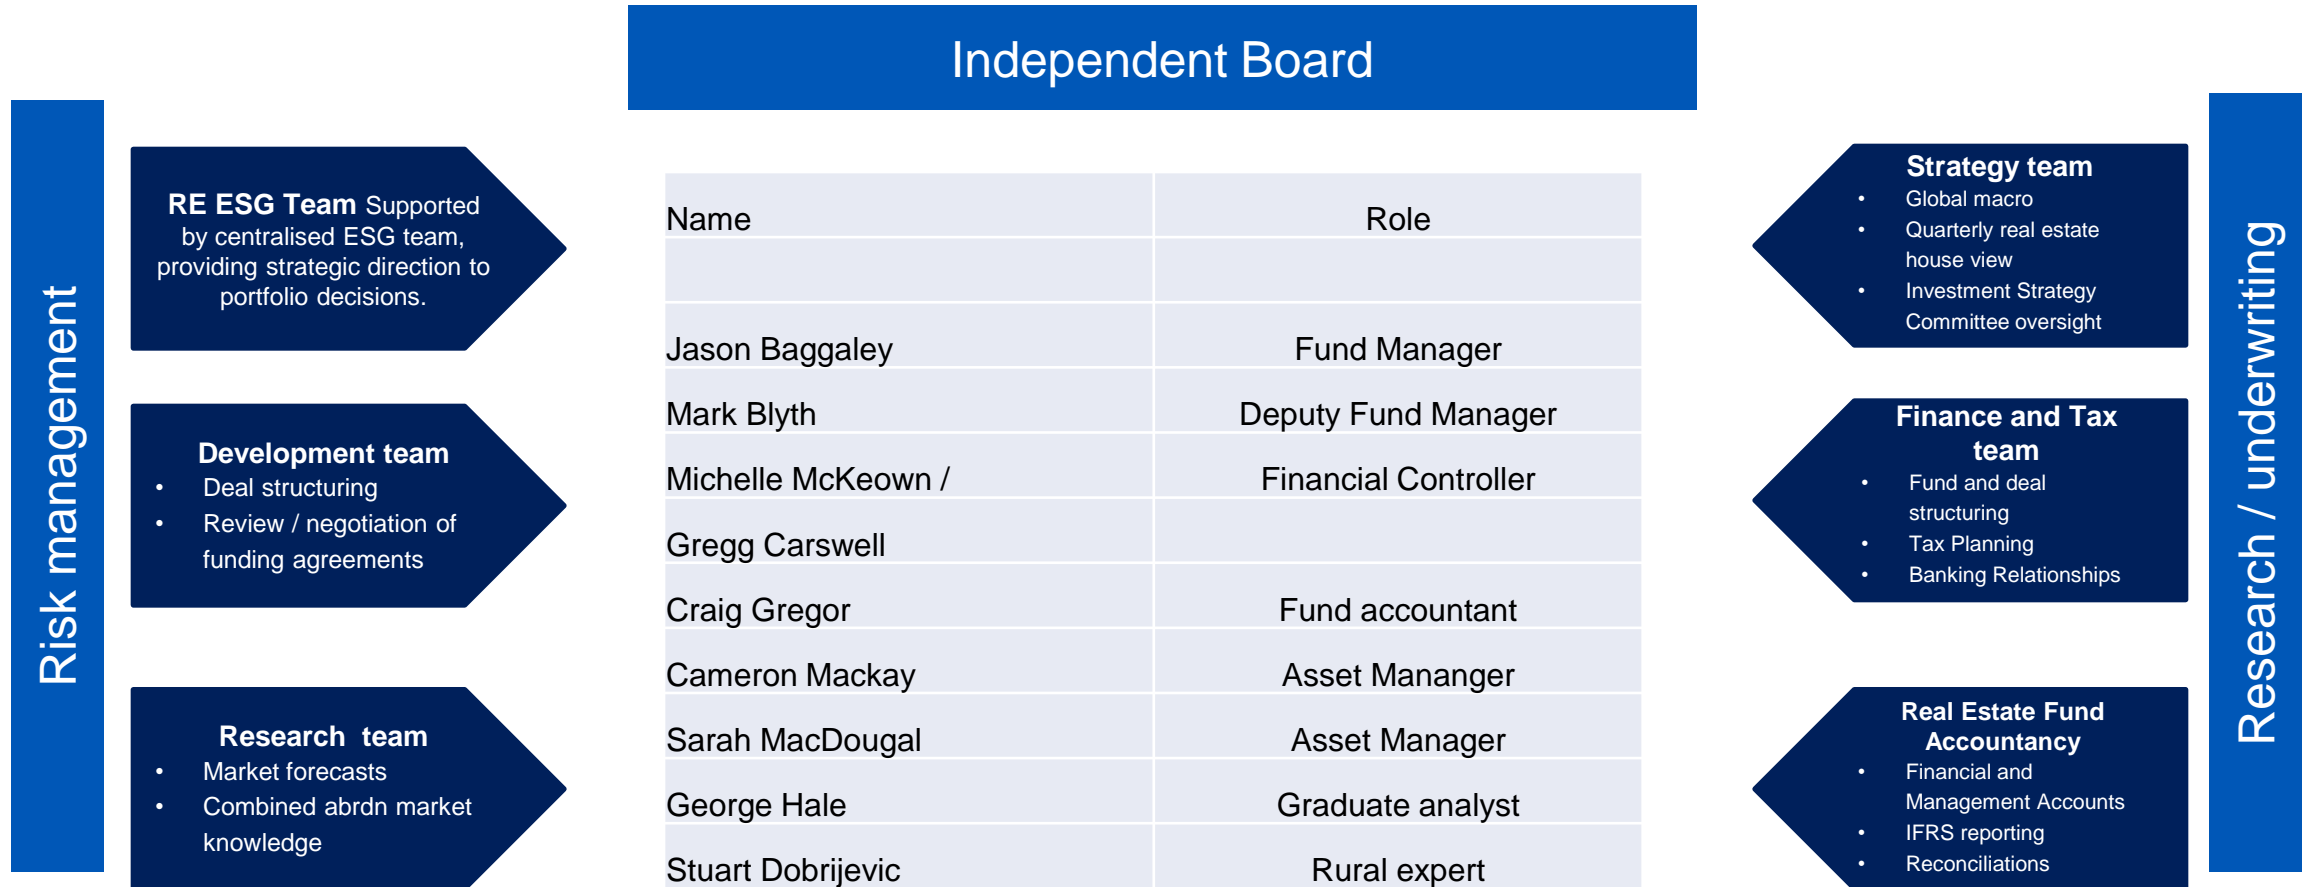 Independent Board
Risk management
RE ESG Team Supported
by centralised ESG team,
providing strategic direction to
portfolio decisions.
Development team
• Deal structuring
• Review / negotiation of
funding agreements
Research team
• Market forecasts
• Combined abrdn market
knowledge
Name Role
Jason Baggaley Fund Manager
Mark Blyth Deputy Fund Manager
Michelle McKeown / Financial Controller
Gregg Carswell
Craig Gregor Fund accountant
Cameron Mackay Asset Mananger
Sarah MacDougal Asset Manager
George Hale Graduate analyst
Stuart Dobrijevic Rural expert
Strategy team
• Global macro
• Quarterly real estate
house view
• Investment Strategy
Committee oversight
Finance and Tax
team
• Fund and deal
structuring
• Tax Planning
• Banking Relationships
Real Estate Fund
Accountancy
• Financial and
Management Accounts
• IFRS reporting
• Reconciliations
Research / underwriting